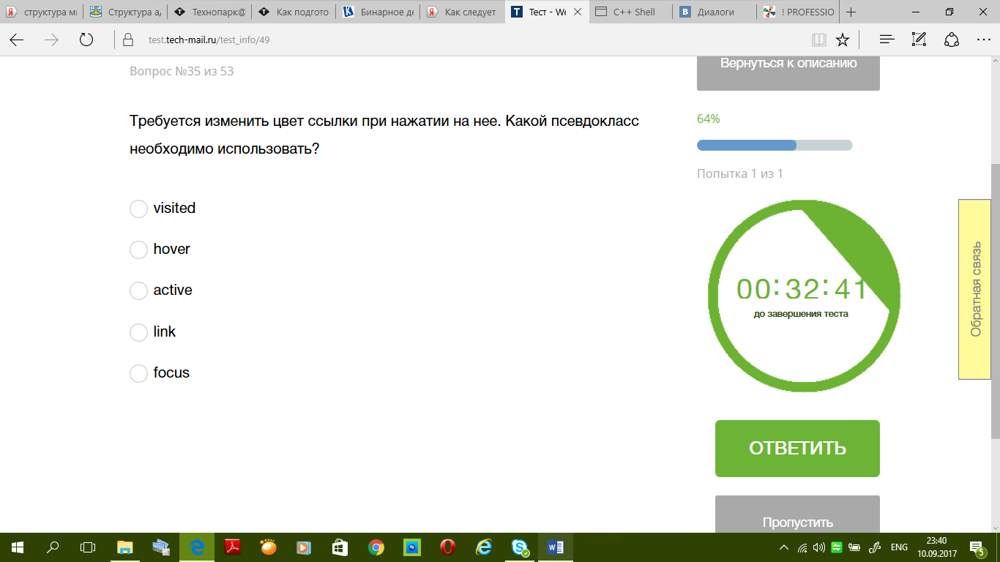 структура мі
Структура ад
Технопарк@
Как подгото
Бинарное де
Как следует
Тест - We
C++ Shell
Диалоги
! PROFESSIO
test.tech-mail.ru/test_info/49
Вопрос №35 из 53
Вернуться к описанию
Требуется изменить цвет ссылки при нажатии на нее. Какой псевдокласс
необходимо использовать?
64%
Попытка 1 из 1
visited
hover
active
link
focus
00:32:41
до завершения теста
Обратная связь
ОТВЕТИТЬ
Пропустить
ENG
23:40
10.09.2017
5